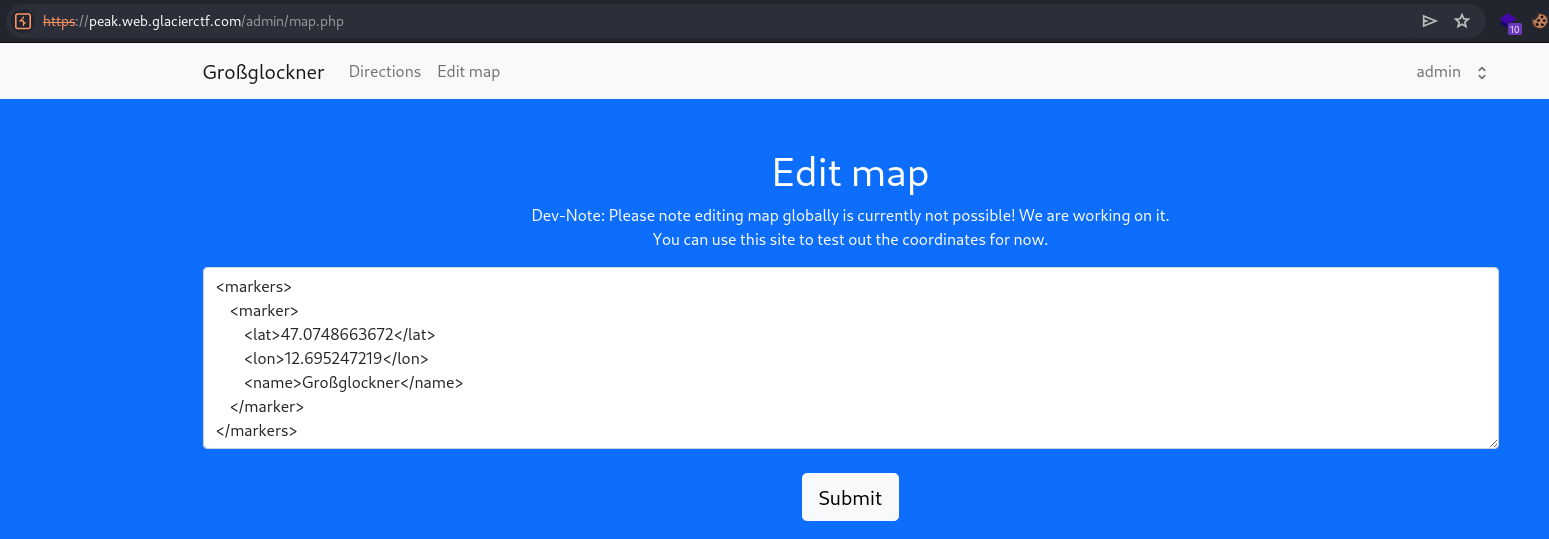 https://peak.web.glacierctf.com/admin/map.php
10
Großglockner Directions Edit map admin
Edit map
Dev-Note: Please note editing map globally is currently not possible! We are working on it.
You can use this site to test out the coordinates for now.
<markers>
<marker>
<lat>47.0748663672</lat>
<lon>12.695247219</lon>
<name>Großglockner</name>
</marker>
</markers>
Submit